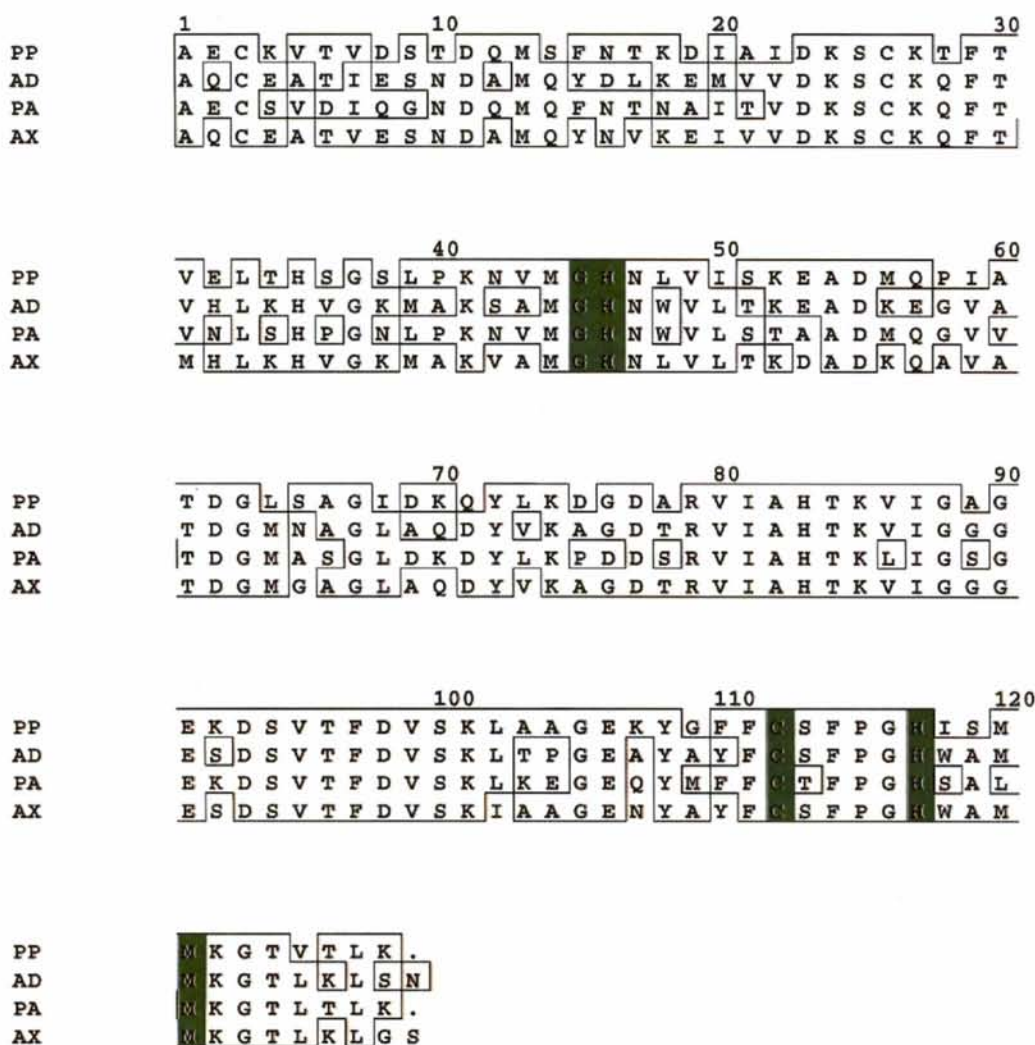 1 10 20 30
PP A E C K V T V D S T D Q M S F N T K D I A I D K S C K T F T
AD A Q C E A T I E S N D A M Q Y D L K E M V V D K S C K Q F T
PA A E C S V D I Q G N D Q M Q F N T N A I T V D K S C K Q F T
AX A Q C E A T V E S N D A M Q Y N V K E I V V D K S C K Q F T
40 50 60
PP V E L T H S G S L P K N V M G H N L V I S K E A D M Q P I A
AD V H L K H V G K M A K S A M G H N W V L T K E A D K E G V A
PA V N L S H P G N L P K N V M G H N W V L S T A A D M Q G V V
AX M H L K H V G K M A K V A M G H N L V L T K D A D K Q A V A
70 80 90
PP T D G L S A G I D K Q Y L K D G D A R V I A H T K V I G A G
AD T D G M N A G L A Q D Y V K A G D T R V I A H T K V I G G G
PA T D G M A S G L D K D Y L K P D D S R V I A H T K L I G S G
AX T D G M G A G L A Q D Y V K A G D T R V I A H T K V I G G G
100 110 120
PP E K D S V T F D V S K L A A G E K Y G F F C S F P G H I S M
AD E S D S V T F D V S K L T P G E A Y A Y F C S F P G H W A M
PA E K D S V T F D V S K L K E G E Q Y M F F C T F P G H S A L
AX E S D S V T F D V S K I A A G E N Y A Y F C S F P G H W A M
PP M K G T V T L K .
AD M K G T L K L S N
PA M K G T L T L K .
AX M K G T L K L G S